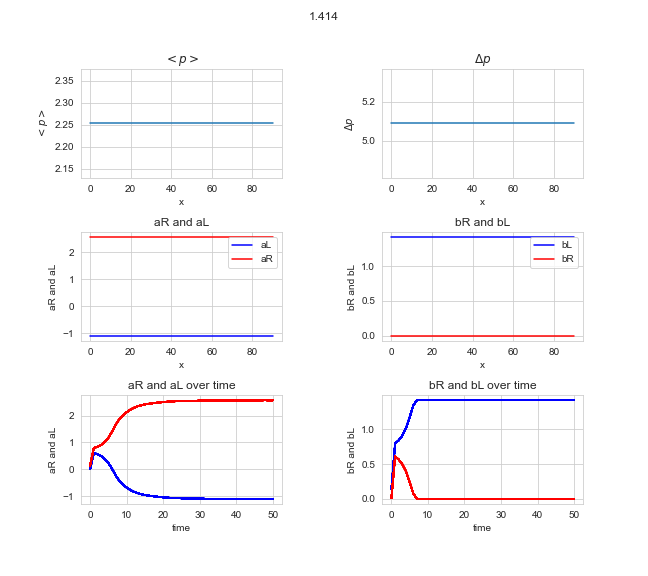 1.414
< p >
Δp
2.35
2.30
2.25
2.20
2.15
< p >
0 20 40 60 80
x
5.2
5.0
Δp
0 20 40 60 80
x
aR and aL
bR and bL
2
1
0
−1
aR and aL
aL
aR
0 20 40 60 80
x
1.0
0.5
0.0
bR and bL
bL
bR
0 20 40 60 80
x
aR and aL over time
bR and bL over time
2
1
0
−1
aR and aL
0 10 20 30 40 50
time
1.0
0.5
0.0
bR and bL
0 10 20 30 40 50
time